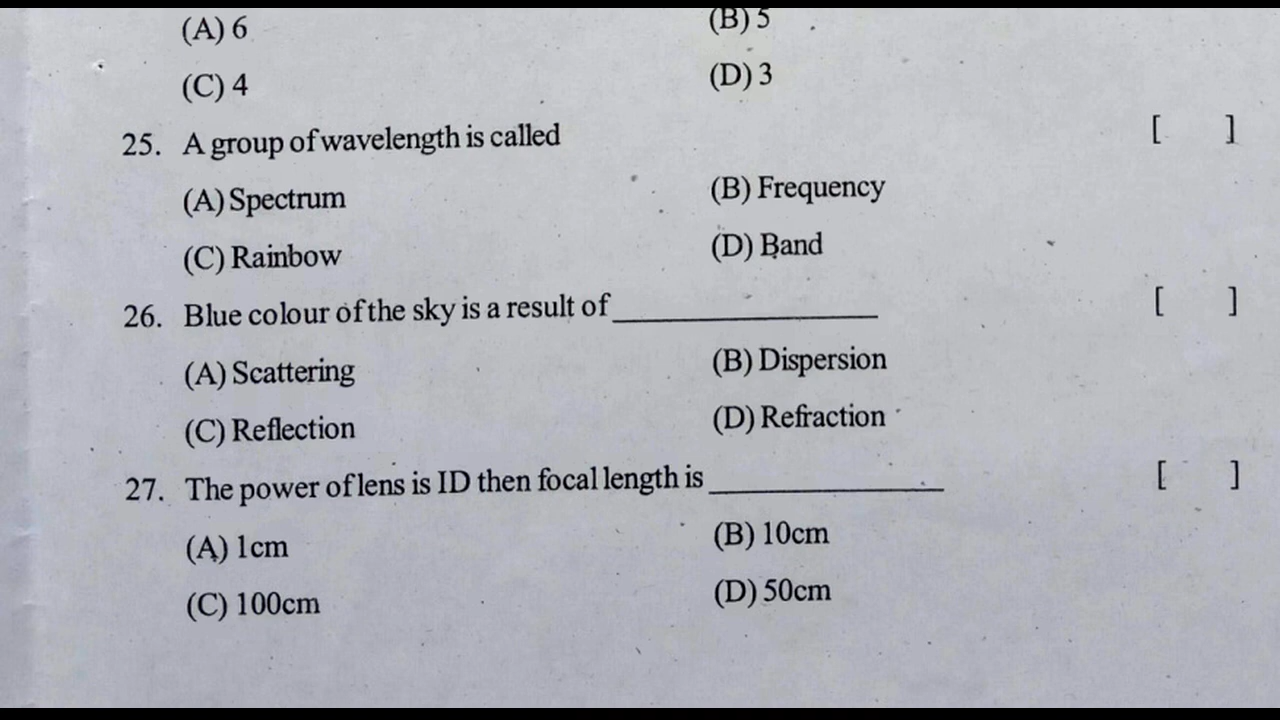 (A) 6 (B) 5
(C) 4 (D) 3
25. A group of wavelength is called [ ]
(A) Spectrum (B) Frequency
(C) Rainbow (D) Band
26. Blue colour of the sky is a result of ____________ [ ]
(A) Scattering (B) Dispersion
(C) Reflection (D) Refraction
27. The power of lens is ID then focal length is ____________ [ ]
(A) 1cm (B) 10cm
(C) 100cm (D) 50cm